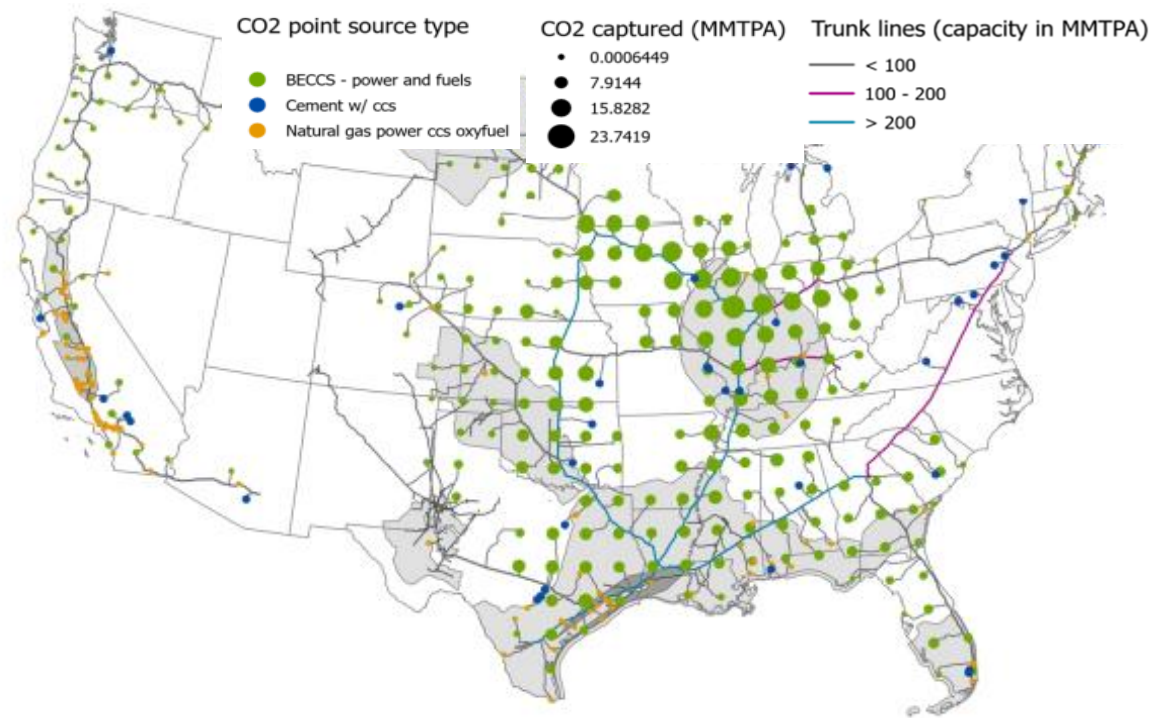 CO2 point source type
BECCS - power and fuels
Cement w/ ccs
Natural gas power ccs oxyfuel
CO2 captured (MMTPA)
0.0006449
7.9144
15.8282
23.7419
Trunk lines (capacity in MMTPA)
< 100
100 - 200
> 200